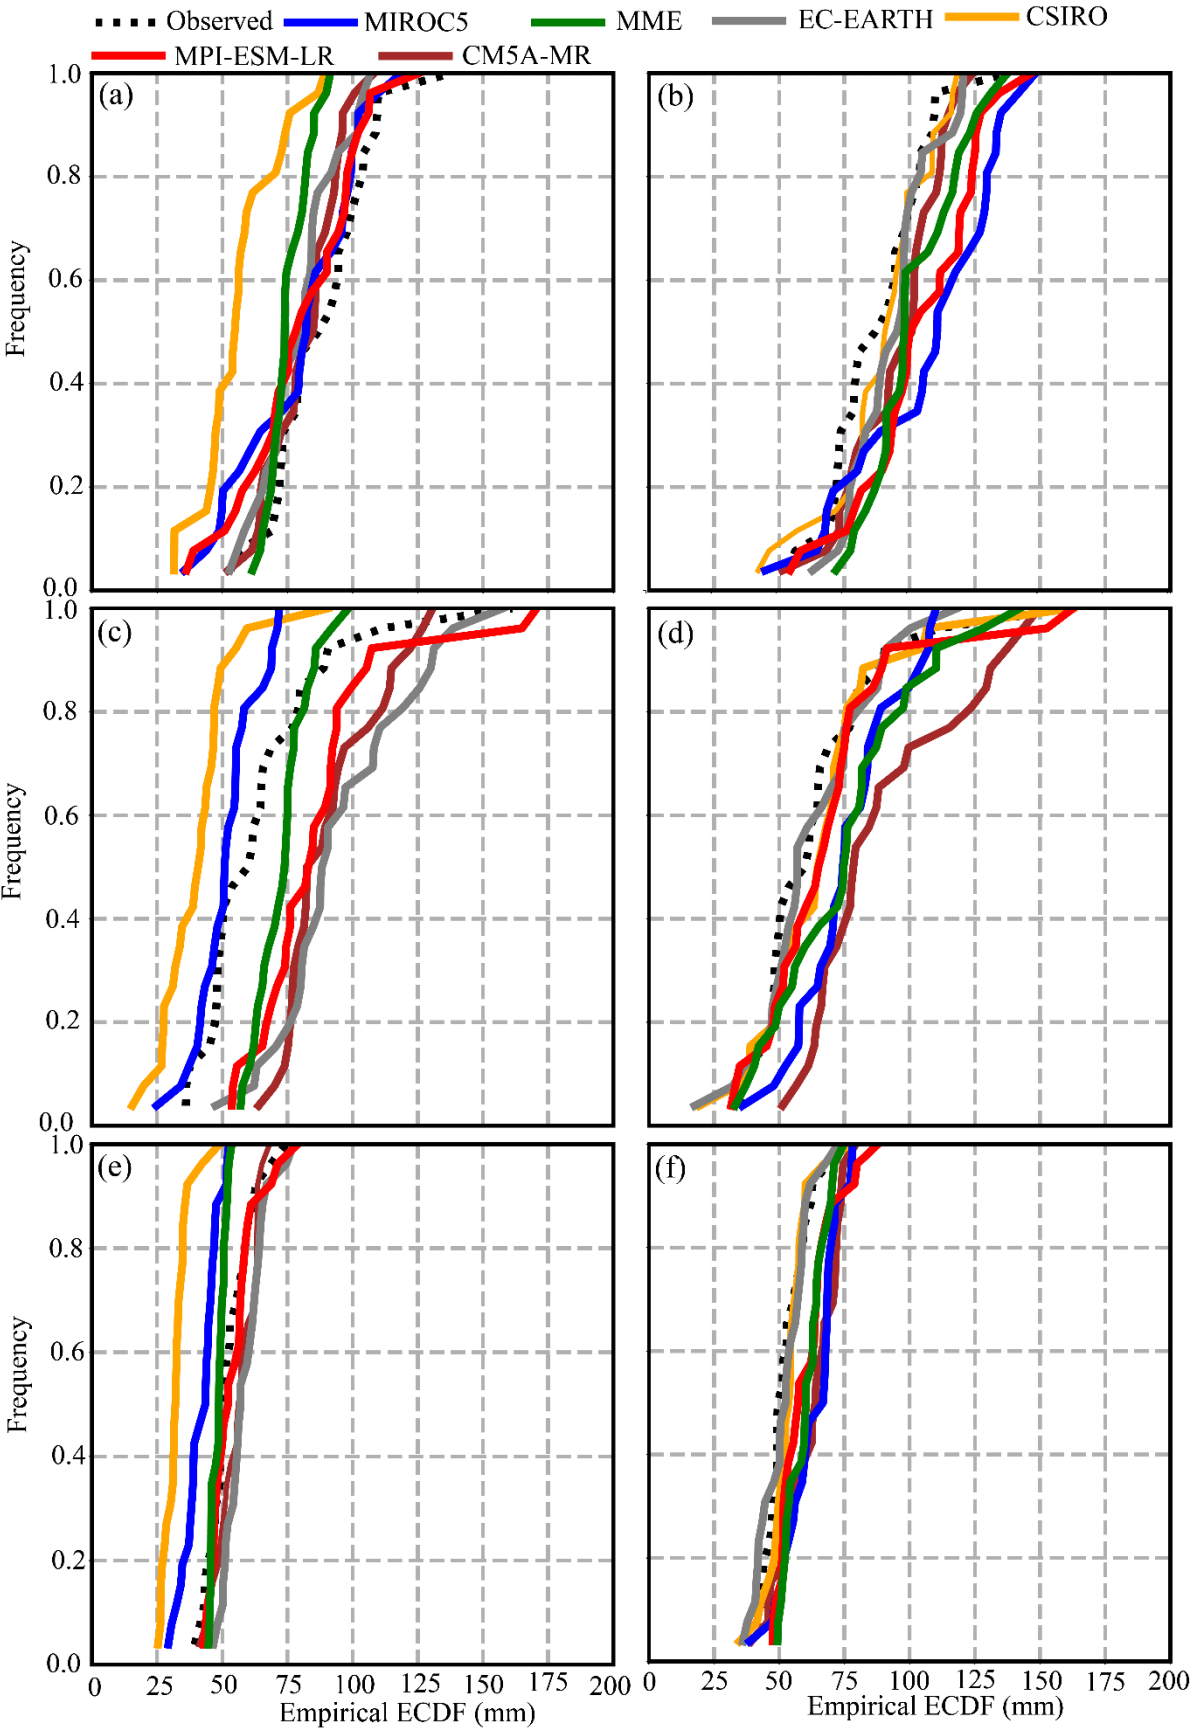 Observed MIROC5 MME EC-EARTH CSIRO
MPI-ESM-LR CM5A-MR
1.0 (a) (b)
0.8
0.6
Frequency
0.4
0.2
0.0
1.0 (c) (d)
0.8
0.6
Frequency
0.4
0.2
0.0
1.0 (e) (f)
0.8
0.6
Frequency
0.4
0.2
0.0
0 25 50 75 100 125 150 175 200 0 25 50 75 100 125 150 175 200
Empirical ECDF (mm) Empirical ECDF (mm)